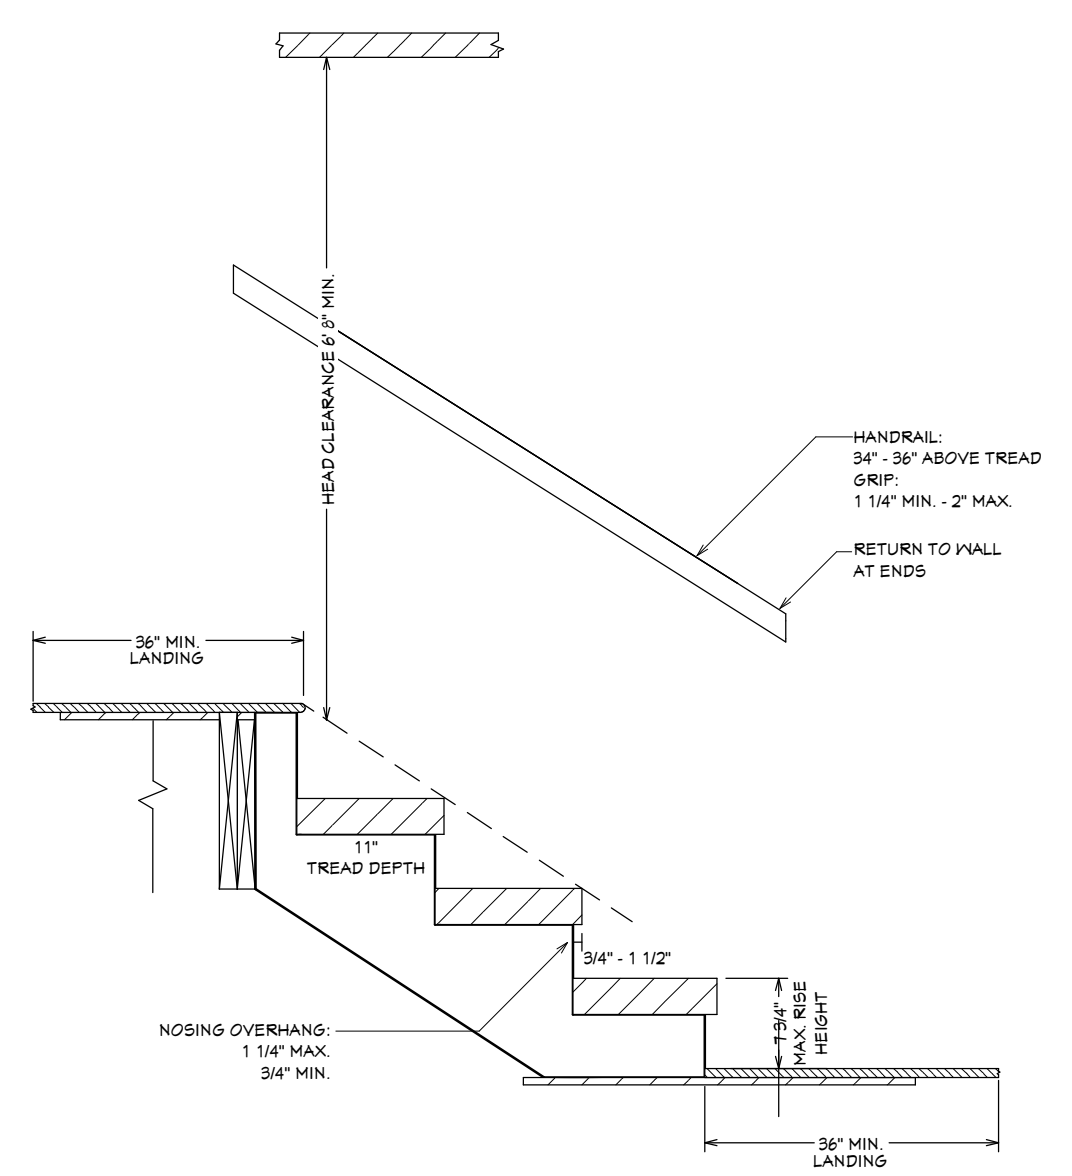 HEAD CLEARANCE 6' 8" MIN.
HANDRAIL:
34" - 36" ABOVE TREAD
GRIP:
1 1/4" MIN. - 2" MAX.
RETURN TO WALL
AT ENDS
36" MIN.
LANDING
11"
TREAD DEPTH
3/4" - 1 1/2"
NOSING OVERHANG:
1 1/4" MAX.
3/4" MIN.
7 3/4"
MAX. RISE
HEIGHT
36" MIN.
LANDING